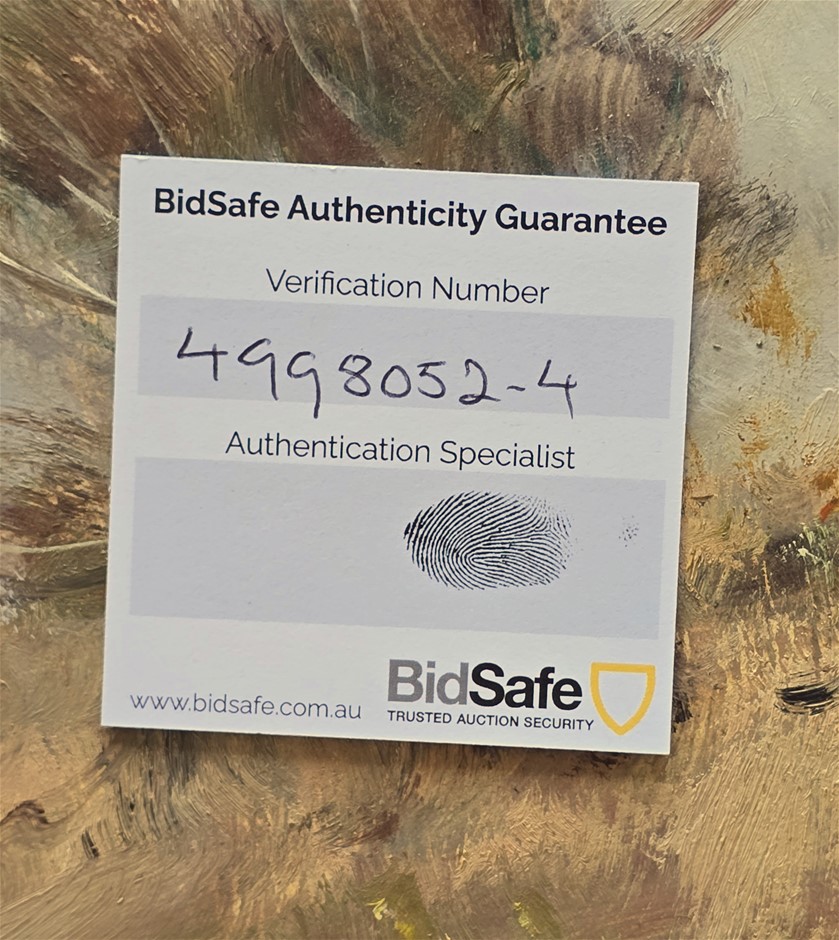 BidSafe Authenticity Guarantee
Verification Number
4998052-4
Authentication Specialist
www.bidsafe.com.au
BidSafe
TRUSTED AUCTION SECURITY